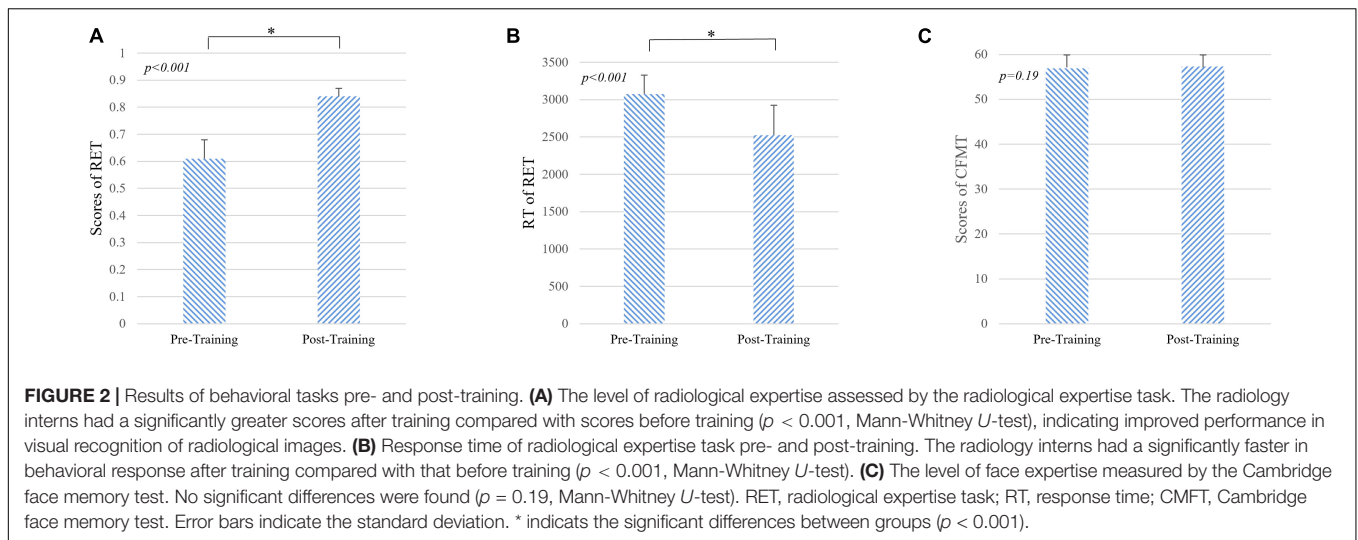 A
*
p<0.001
1
0.9
0.8
0.7
0.6
0.5
0.4
0.3
0.2
0.1
0
Scores of RET
Pre-Training
Post-Training
B
*
p<0.001
3500
3000
2500
2000
1500
1000
500
0
RT of RET
Pre-Training
Post-Training
C
p=0.19
60
50
40
30
20
10
0
Scores of CFMT
Pre-Training
Post-Training
FIGURE 2 | Results of behavioral tasks pre- and post-training. (A) The level of radiological expertise assessed by the radiological expertise task. The radiology
interns had a significantly greater scores after training compared with scores before training (p < 0.001, Mann-Whitney U-test), indicating improved performance in
visual recognition of radiological images. (B) Response time of radiological expertise task pre- and post-training. The radiology interns had a significantly faster in
behavioral response after training compared with that before training (p < 0.001, Mann-Whitney U-test). (C) The level of face expertise measured by the Cambridge
face memory test. No significant differences were found (p = 0.19, Mann-Whitney U-test). RET, radiological expertise task; RT, response time; CMFT, Cambridge
face memory test. Error bars indicate the standard deviation. * indicats the significant differences between groups (p < 0.001).